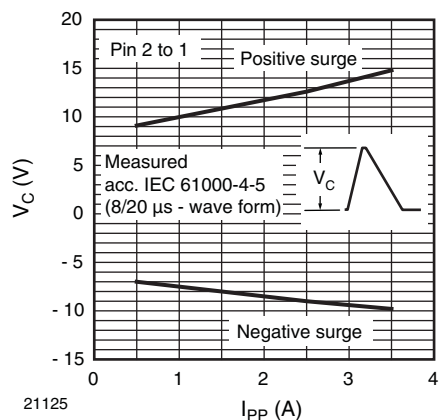 20
15
10
5
0
- 5
- 10
- 15
V_C (V)
Pin 2 to 1
Positive surge
Measured
acc. IEC 61000-4-5
(8/20 µs - wave form)
V_C
Negative surge
0 1 2 3 4
21125
I_PP (A)